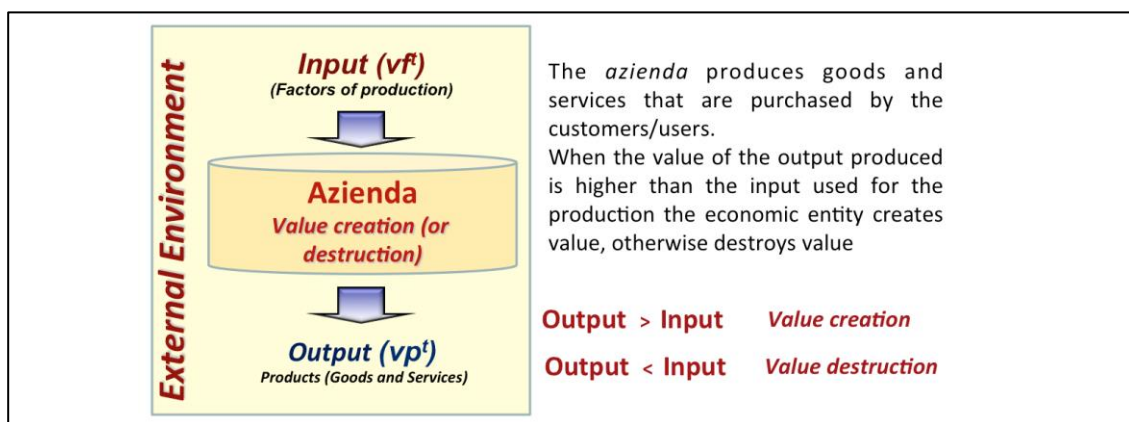 External Environment
Input (vfᵗ)
(Factors of production)
Azienda
Value creation (or
destruction)
Output (vpᵗ)
Products (Goods and Services)
The azienda produces goods and
services that are purchased by the
customers/users.
When the value of the output produced
is higher than the input used for the
production the economic entity creates
value, otherwise destroys value
Output > Input Value creation
Output < Input Value destruction